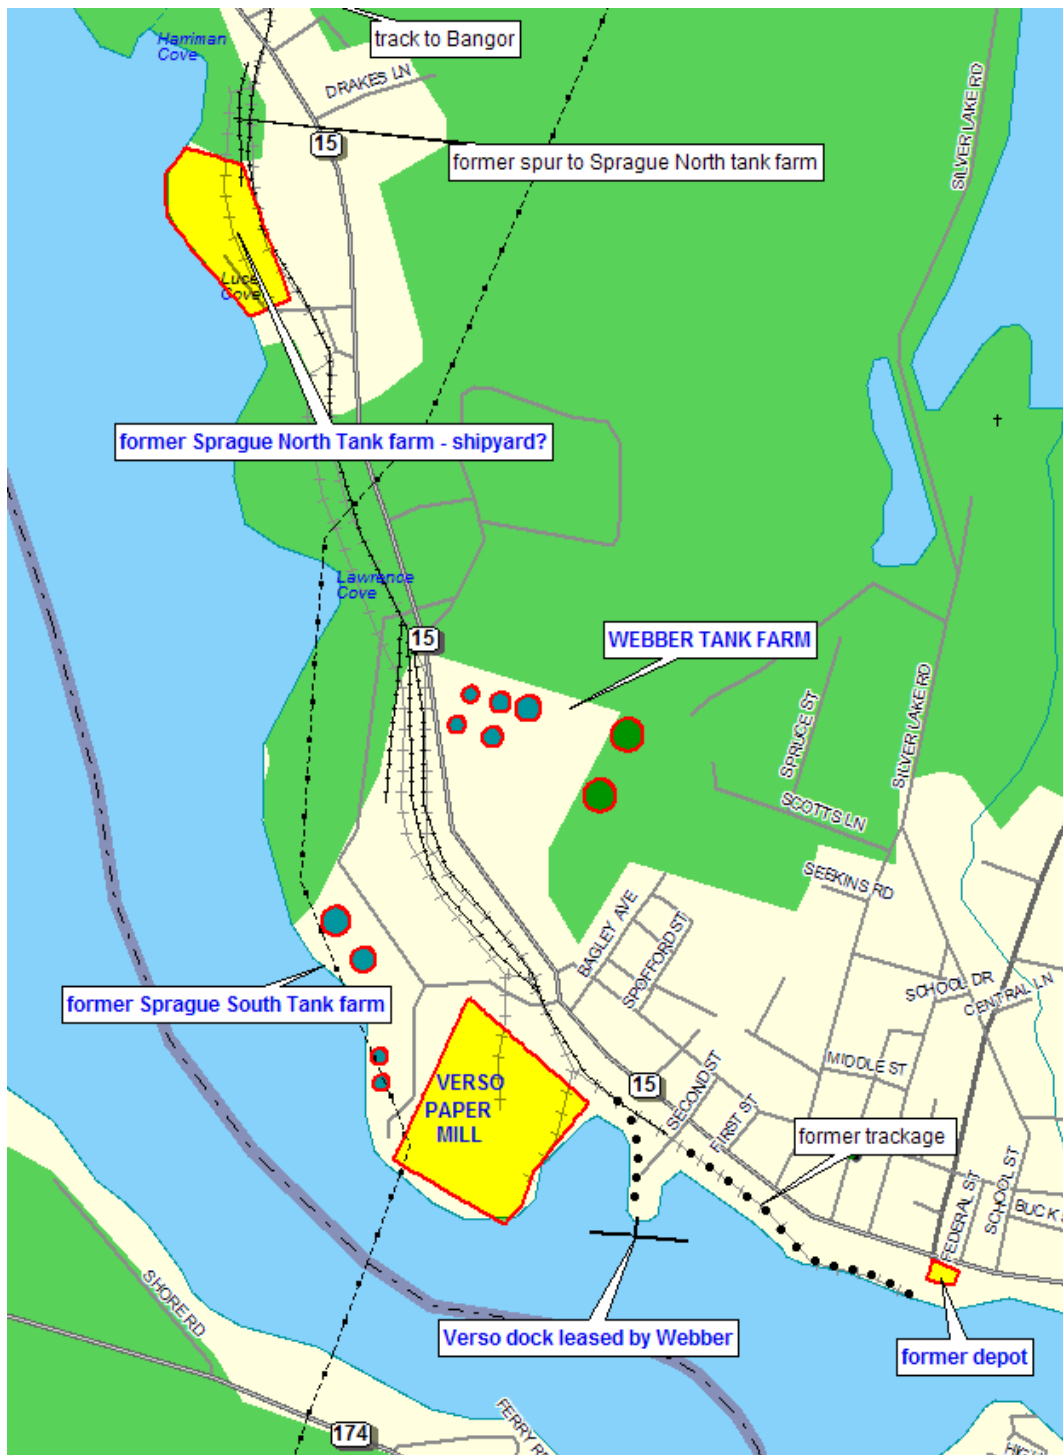 Harriman
Cove
track to Bangor
DRAKES LN
SILVER LAKE RD
15
former spur to Sprague North tank farm
Luce
Cove
former Sprague North Tank farm - shipyard?
Lawrence
Cove
15
WEBBER TANK FARM
SPRUCE ST
SILVER LAKE RD
SCOTTS LN
SEEKINS RD
BAGLEY AVE
SPOFFORD ST
SCHOOL DR
CENTRAL LN
former Sprague South Tank farm
VERSO
PAPER
MILL
15
SECOND ST
FIRST ST
MIDDLE ST
former trackage
FEDERAL ST
SCHOOL ST
BUCK
SHORE RD
Verso dock leased by Webber
former depot
174
FERRY R